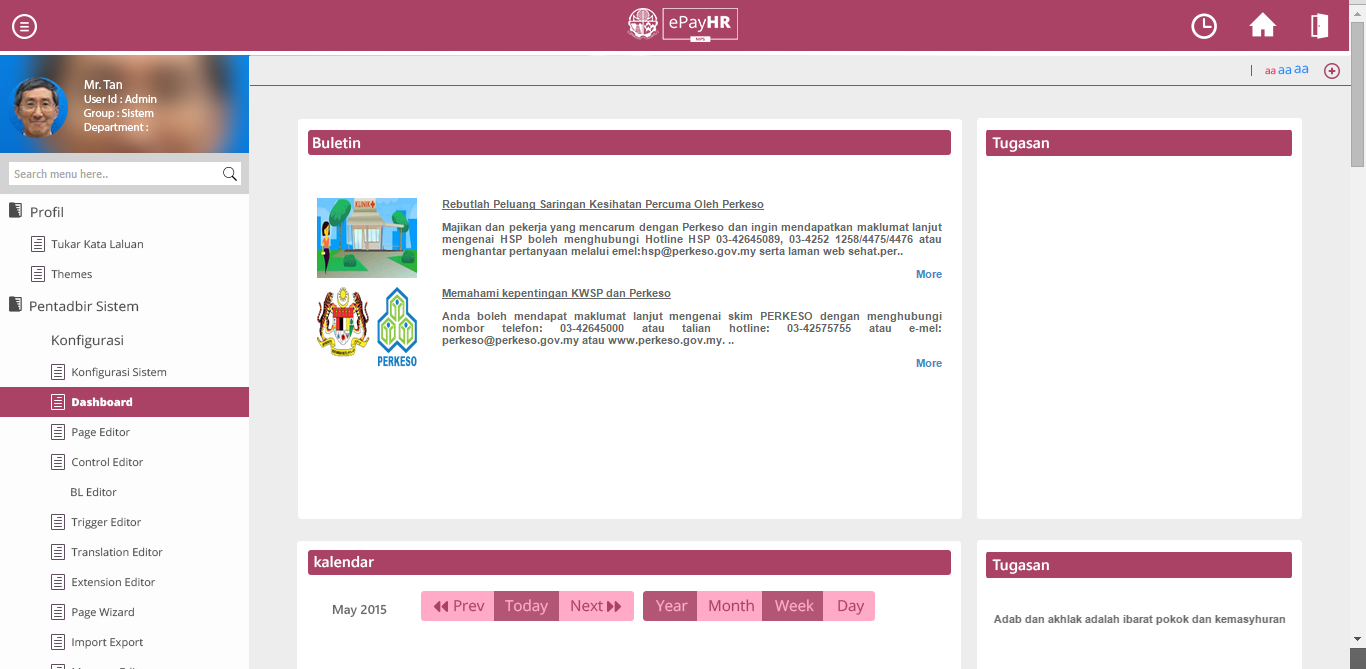 ePayHR
Mr. Tan
User Id : Admin
Group : Sistem
Department :
Search menu here..
Profil
Tukar Kata Laluan
Themes
Pentadbir Sistem
Konfigurasi
Konfigurasi Sistem
Dashboard
Page Editor
Control Editor
BL Editor
Trigger Editor
Translation Editor
Extension Editor
Page Wizard
Import Export
| aa aa aa
Buletin
KLINIK
Rebutlah Peluang Saringan Kesihatan Percuma Oleh Perkeso
Majikan dan pekerja yang mencarum dengan Perkeso dan ingin mendapatkan maklumat lanjut
mengenai HSP boleh menghubungi Hotline HSP 03-42645089, 03-4252 1258/4475/4476 atau
menghantar pertanyaan melalui emel:hsp@perkeso.gov.my serta laman web sehat.per..
More
PERKESO
Memahami kepentingan KWSP dan Perkeso
Anda boleh mendapat maklumat lanjut mengenai skim PERKESO dengan menghubungi
nombor telefon: 03-42645000 atau talian hotline: 03-42575755 atau e-mel:
perkeso@perkeso.gov.my atau www.perkeso.gov.my. ..
More
Tugasan
kalendar
May 2015
Prev Today Next Year Month Week Day
Tugasan
Adab dan akhlak adalah ibarat pokok dan kemasyhuran